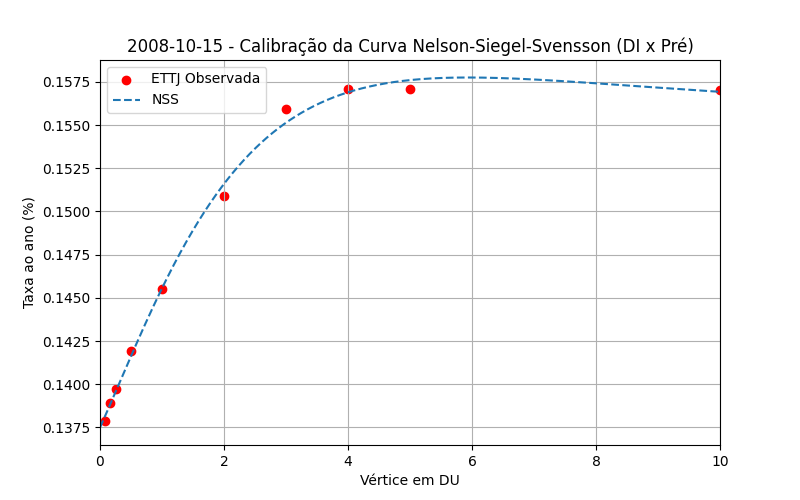 2008-10-15 - Calibração da Curva Nelson-Siegel-Svensson (DI x Pré)
ETTJ Observada
NSS
Taxa ao ano (%)
0.1575
0.1550
0.1525
0.1500
0.1475
0.1450
0.1425
0.1400
0.1375
0 2 4 6 8 10
Vértice em DU